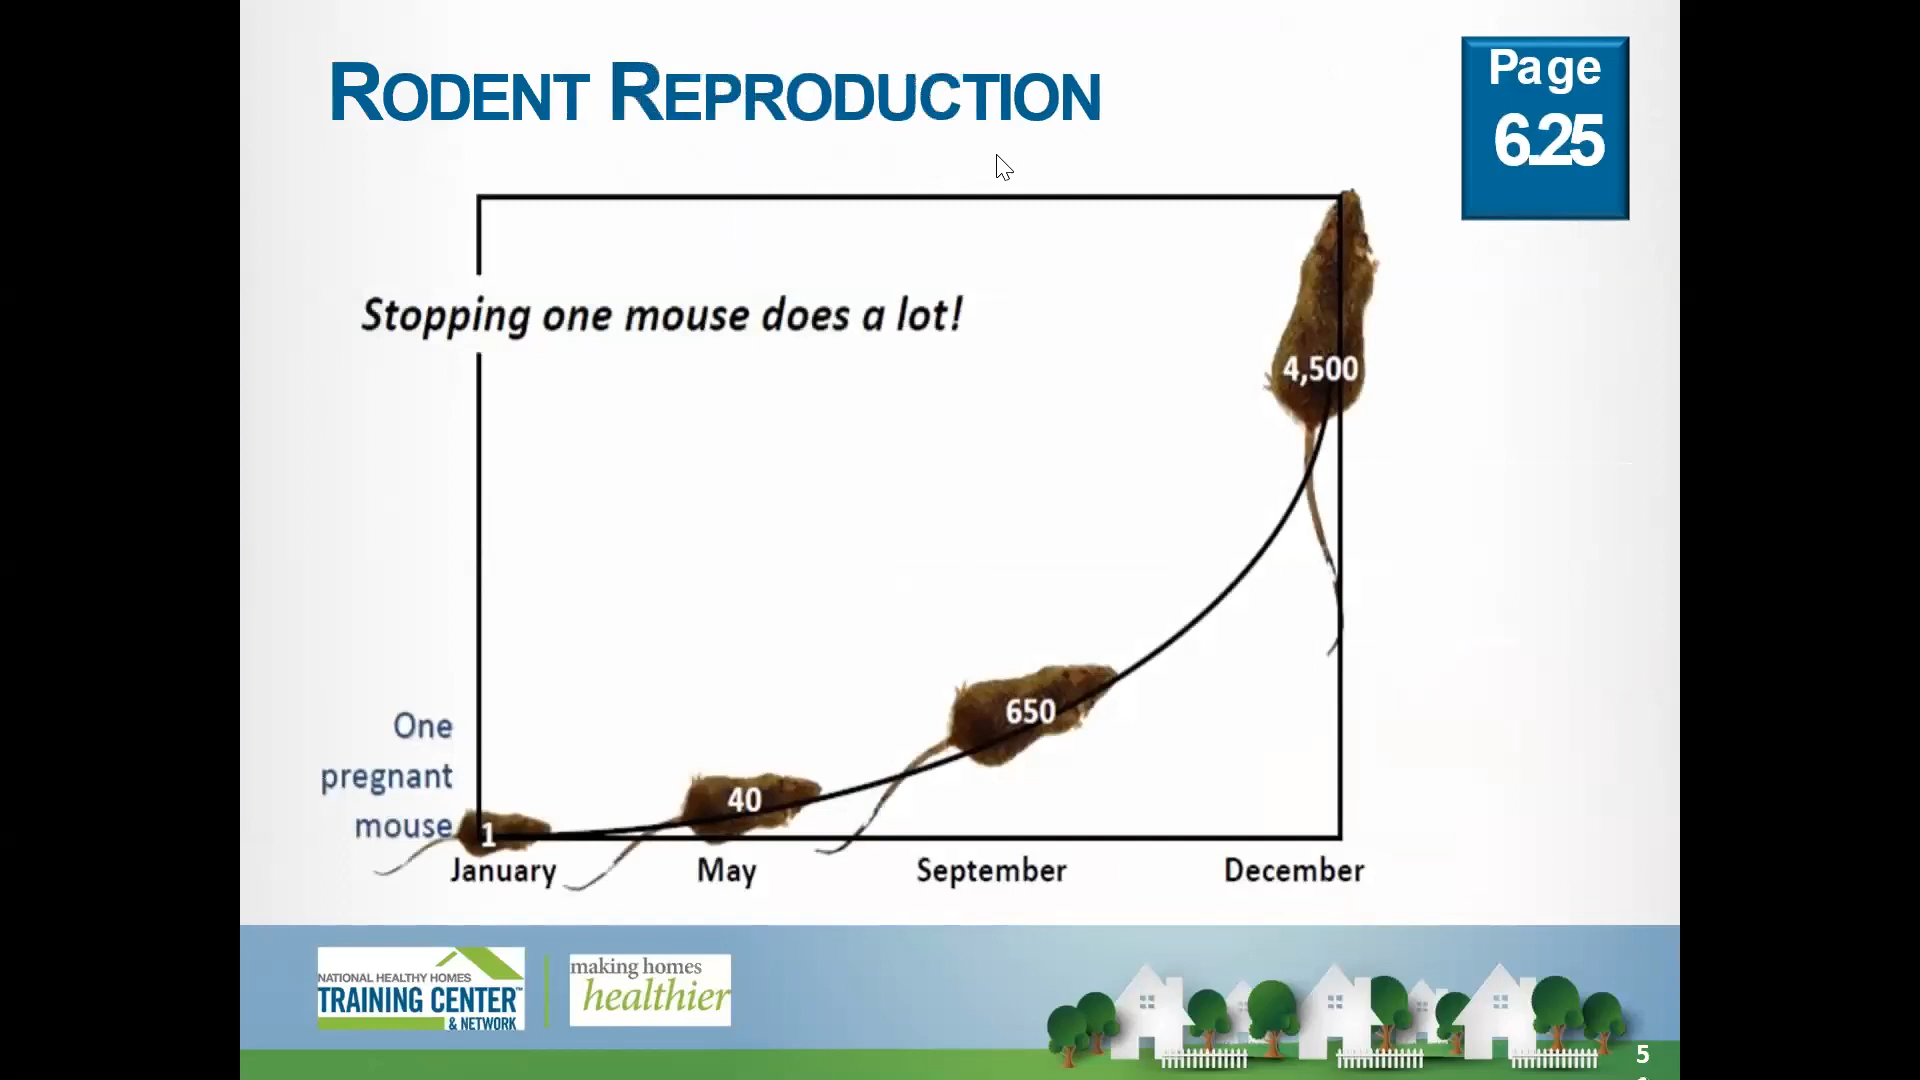 RODENT REPRODUCTION
Page
6.25
Stopping one mouse does a lot!
4,500
650
One
pregnant
mouse
40
1
January May September December
NATIONAL HEALTHY HOMES
TRAINING CENTER™
& NETWORK
making homes
healthier
5